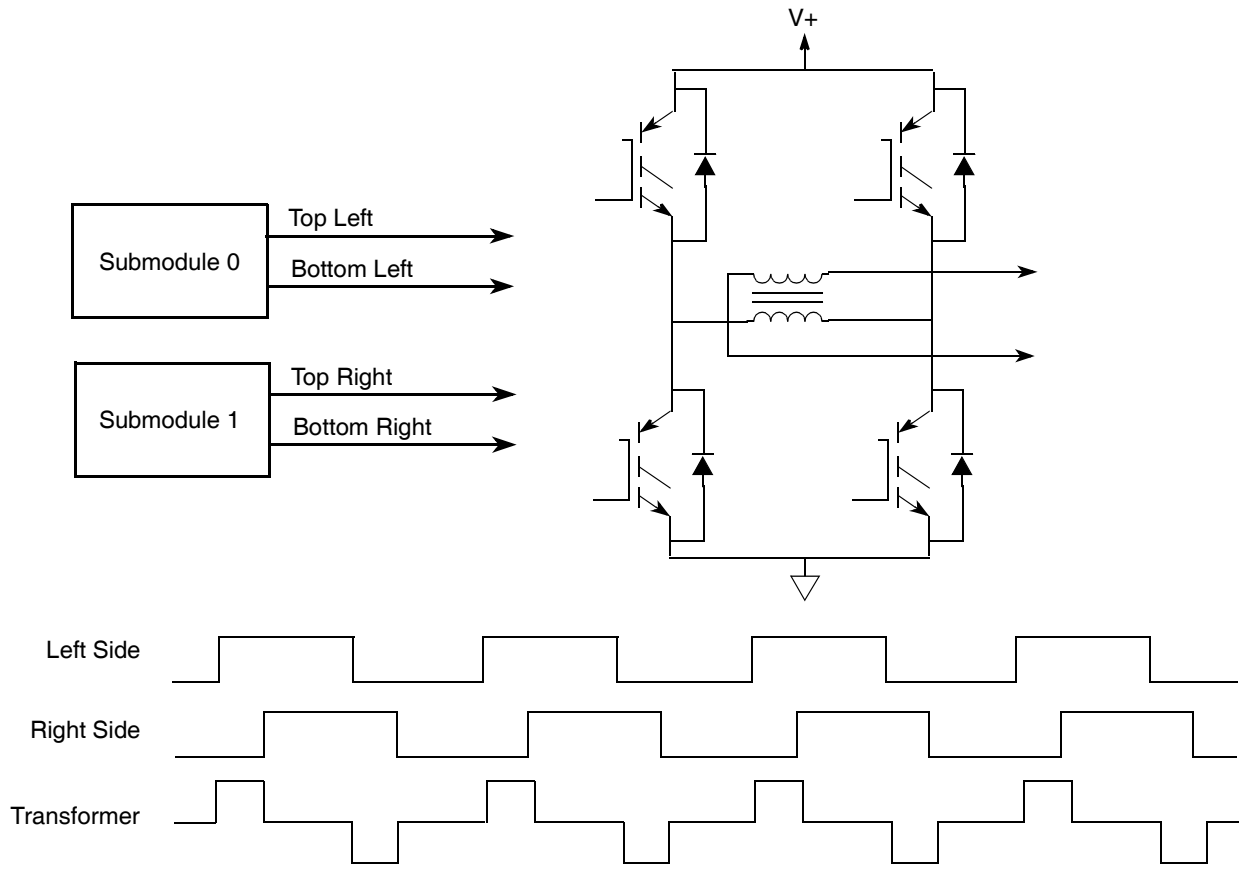 V+
Top Left
Submodule 0
Bottom Left
Top Right
Submodule 1
Bottom Right
Left Side
Right Side
Transformer